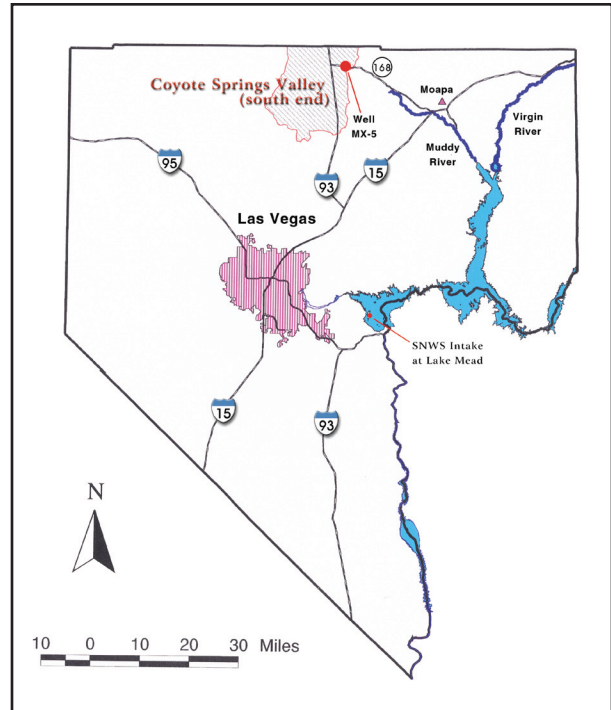 168
Coyote Springs Valley
(south end)
Moapa
Well
MX-5
Virgin
River
Muddy
River
95
93
15
Las Vegas
SNWS Intake
at Lake Mead
15
93
N
10 0 10 20 30 Miles